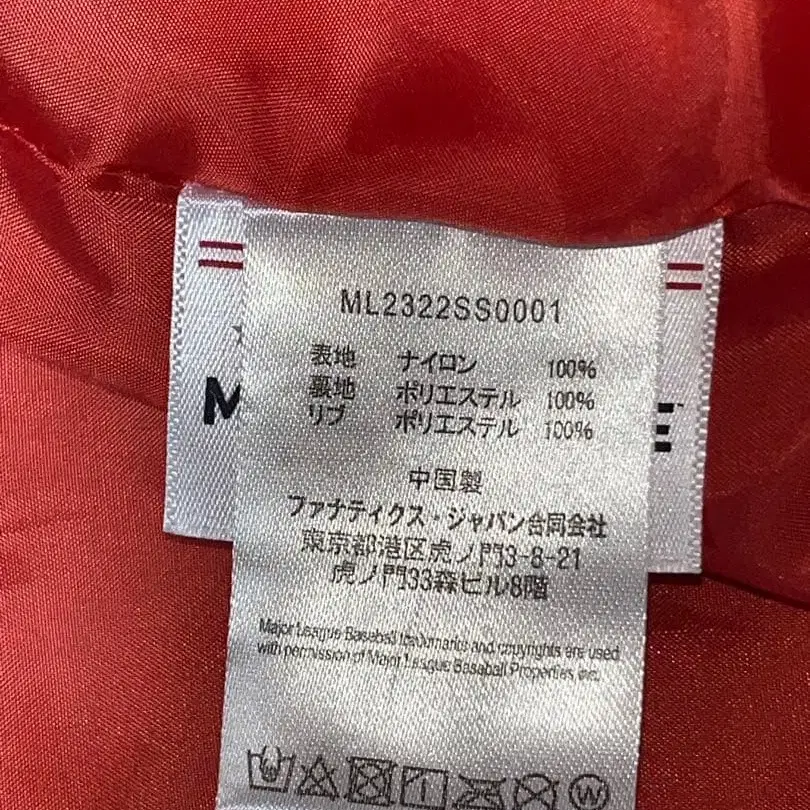 ML2322SS0001
表地 ナイロン 100%
裏地 ポリエステル 100%
リブ ポリエステル 100%
中国製
ファナティクス・ジャパン合同会社
東京都港区虎ノ門3-8-21
虎ノ門33森ビル8階
Major League Baseball trademarks and copyrights are used
with permission of Major League Baseball Properties Inc.
M E
W